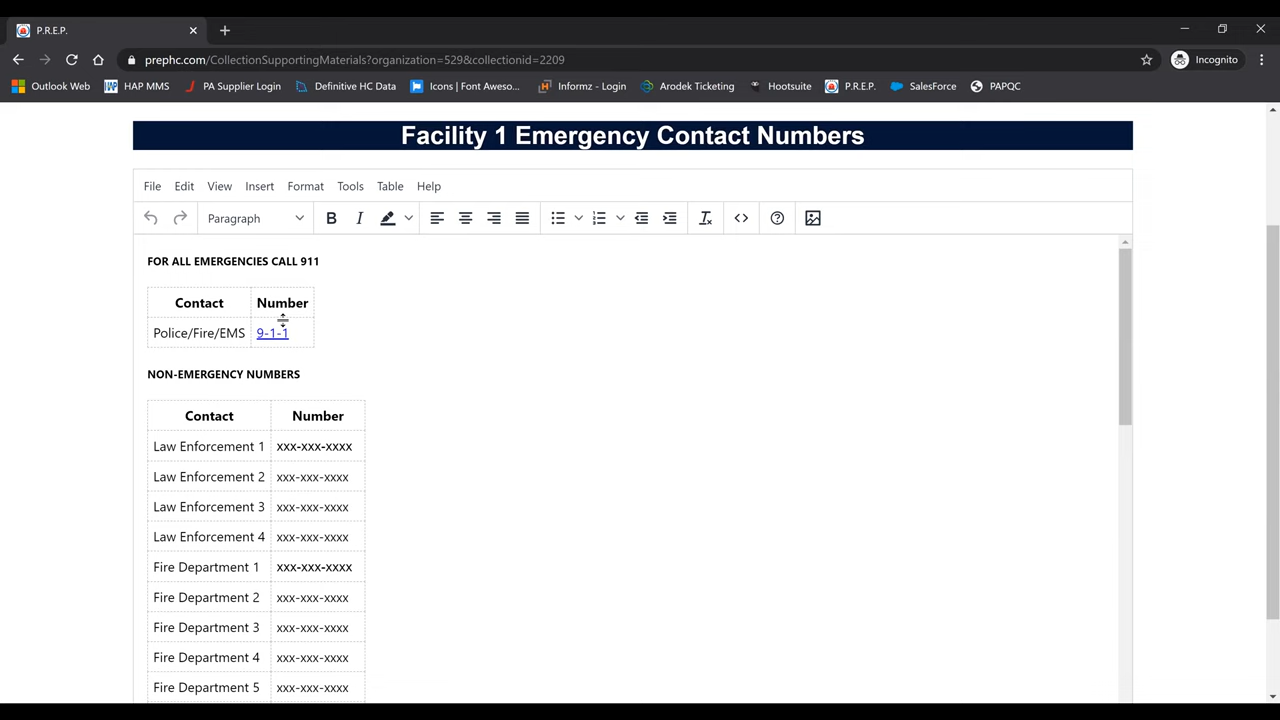 P.R.E.P.
prephc.com/CollectionSupportingMaterials?organization=529&collectionid=2209
Incognito
Outlook Web HAP MMS PA Supplier Login Definitive HC Data Icons | Font Aweso... Informz - Login Arodek Ticketing Hootsuite P.R.E.P. SalesForce PAPQC
Facility 1 Emergency Contact Numbers
File Edit View Insert Format Tools Table Help
Paragraph
FOR ALL EMERGENCIES CALL 911
Contact Number
Police/Fire/EMS 9-1-1
NON-EMERGENCY NUMBERS
Contact Number
Law Enforcement 1 xxx-xxx-xxxx
Law Enforcement 2 xxx-xxx-xxxx
Law Enforcement 3 xxx-xxx-xxxx
Law Enforcement 4 xxx-xxx-xxxx
Fire Department 1 xxx-xxx-xxxx
Fire Department 2 xxx-xxx-xxxx
Fire Department 3 xxx-xxx-xxxx
Fire Department 4 xxx-xxx-xxxx
Fire Department 5 xxx-xxx-xxxx